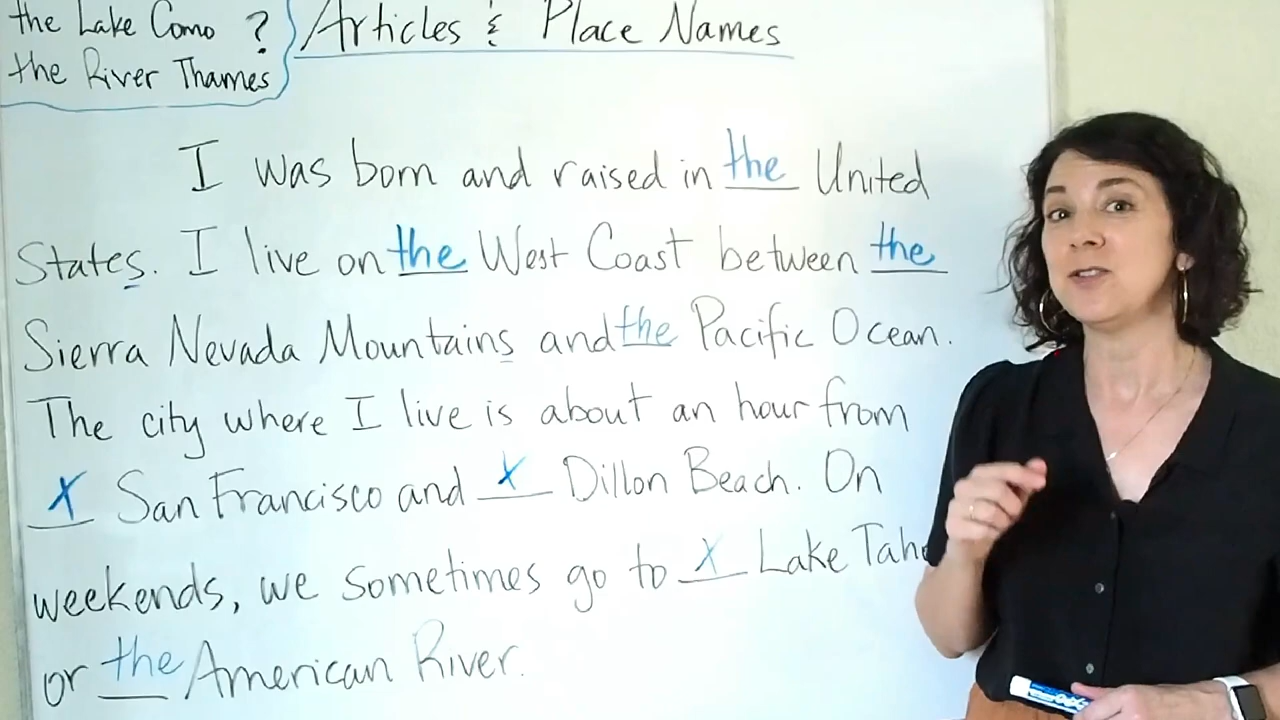 the Lake Como ?
the River Thames
Articles & Place Names
I was born and raised in the United
States. I live on the West Coast between the
Sierra Nevada Mountains and the Pacific Ocean.
The city where I live is about an hour from
X San Francisco and X Dillon Beach. On
weekends, we sometimes go to X Lake Taho
or the American River.